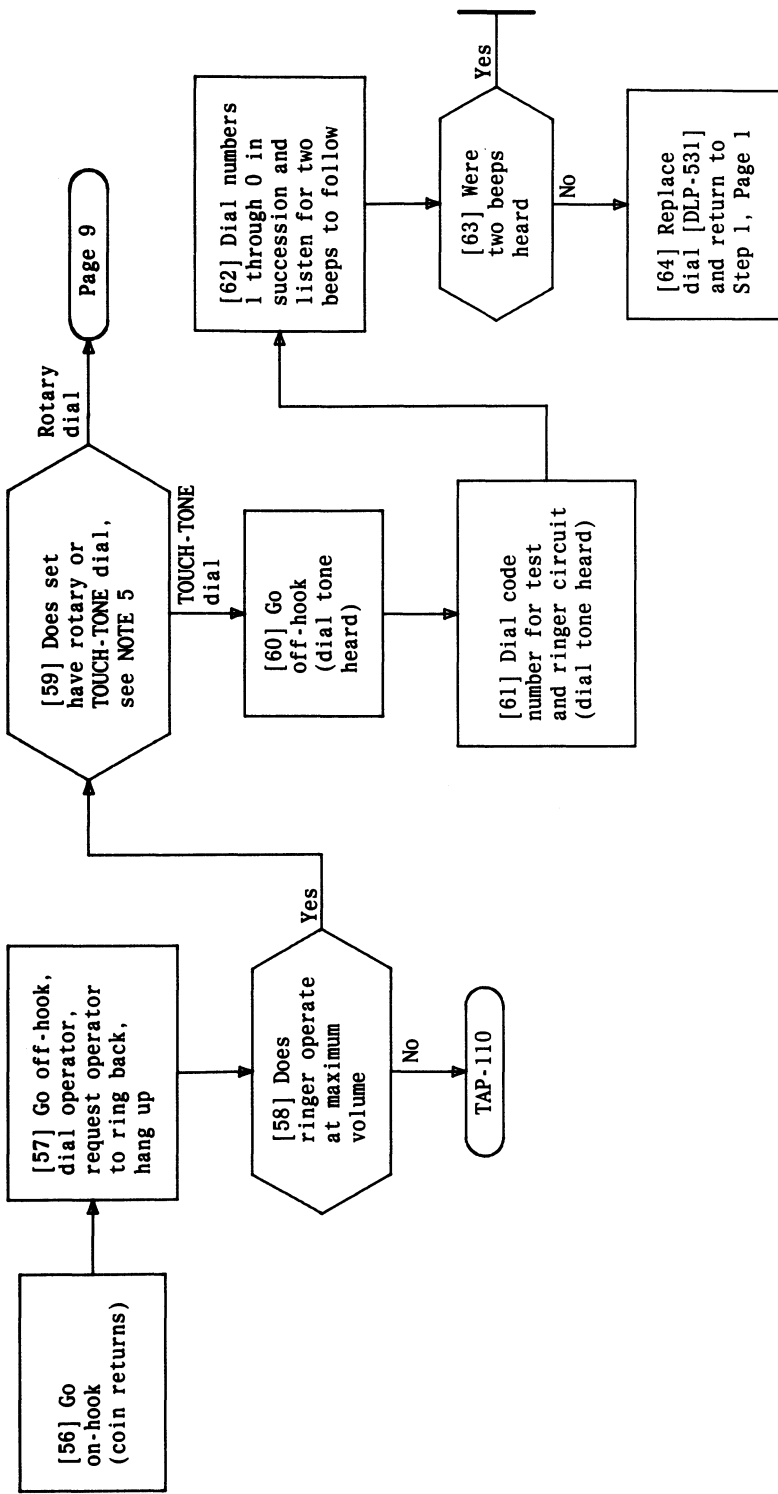 [56] Go
on-hook
(coin returns)
[57] Go off-hook,
dial operator,
request operator
to ring back,
hang up
[58] Does
ringer operate
at maximum
volume
Yes
No
TAP-110
[59] Does set
have rotary or
TOUCH-TONE dial,
see NOTE 5
Rotary
dial
Page 9
TOUCH-TONE
dial
[60] Go
off-hook
(dial tone
heard)
[61] Dial code
number for test
and ringer circuit
(dial tone heard)
[62] Dial numbers
1 through 0 in
succession and
listen for two
beeps to follow
[63] Were
two beeps
heard
Yes
No
[64] Replace
dial [DLP-531]
and return to
Step 1, Page 1